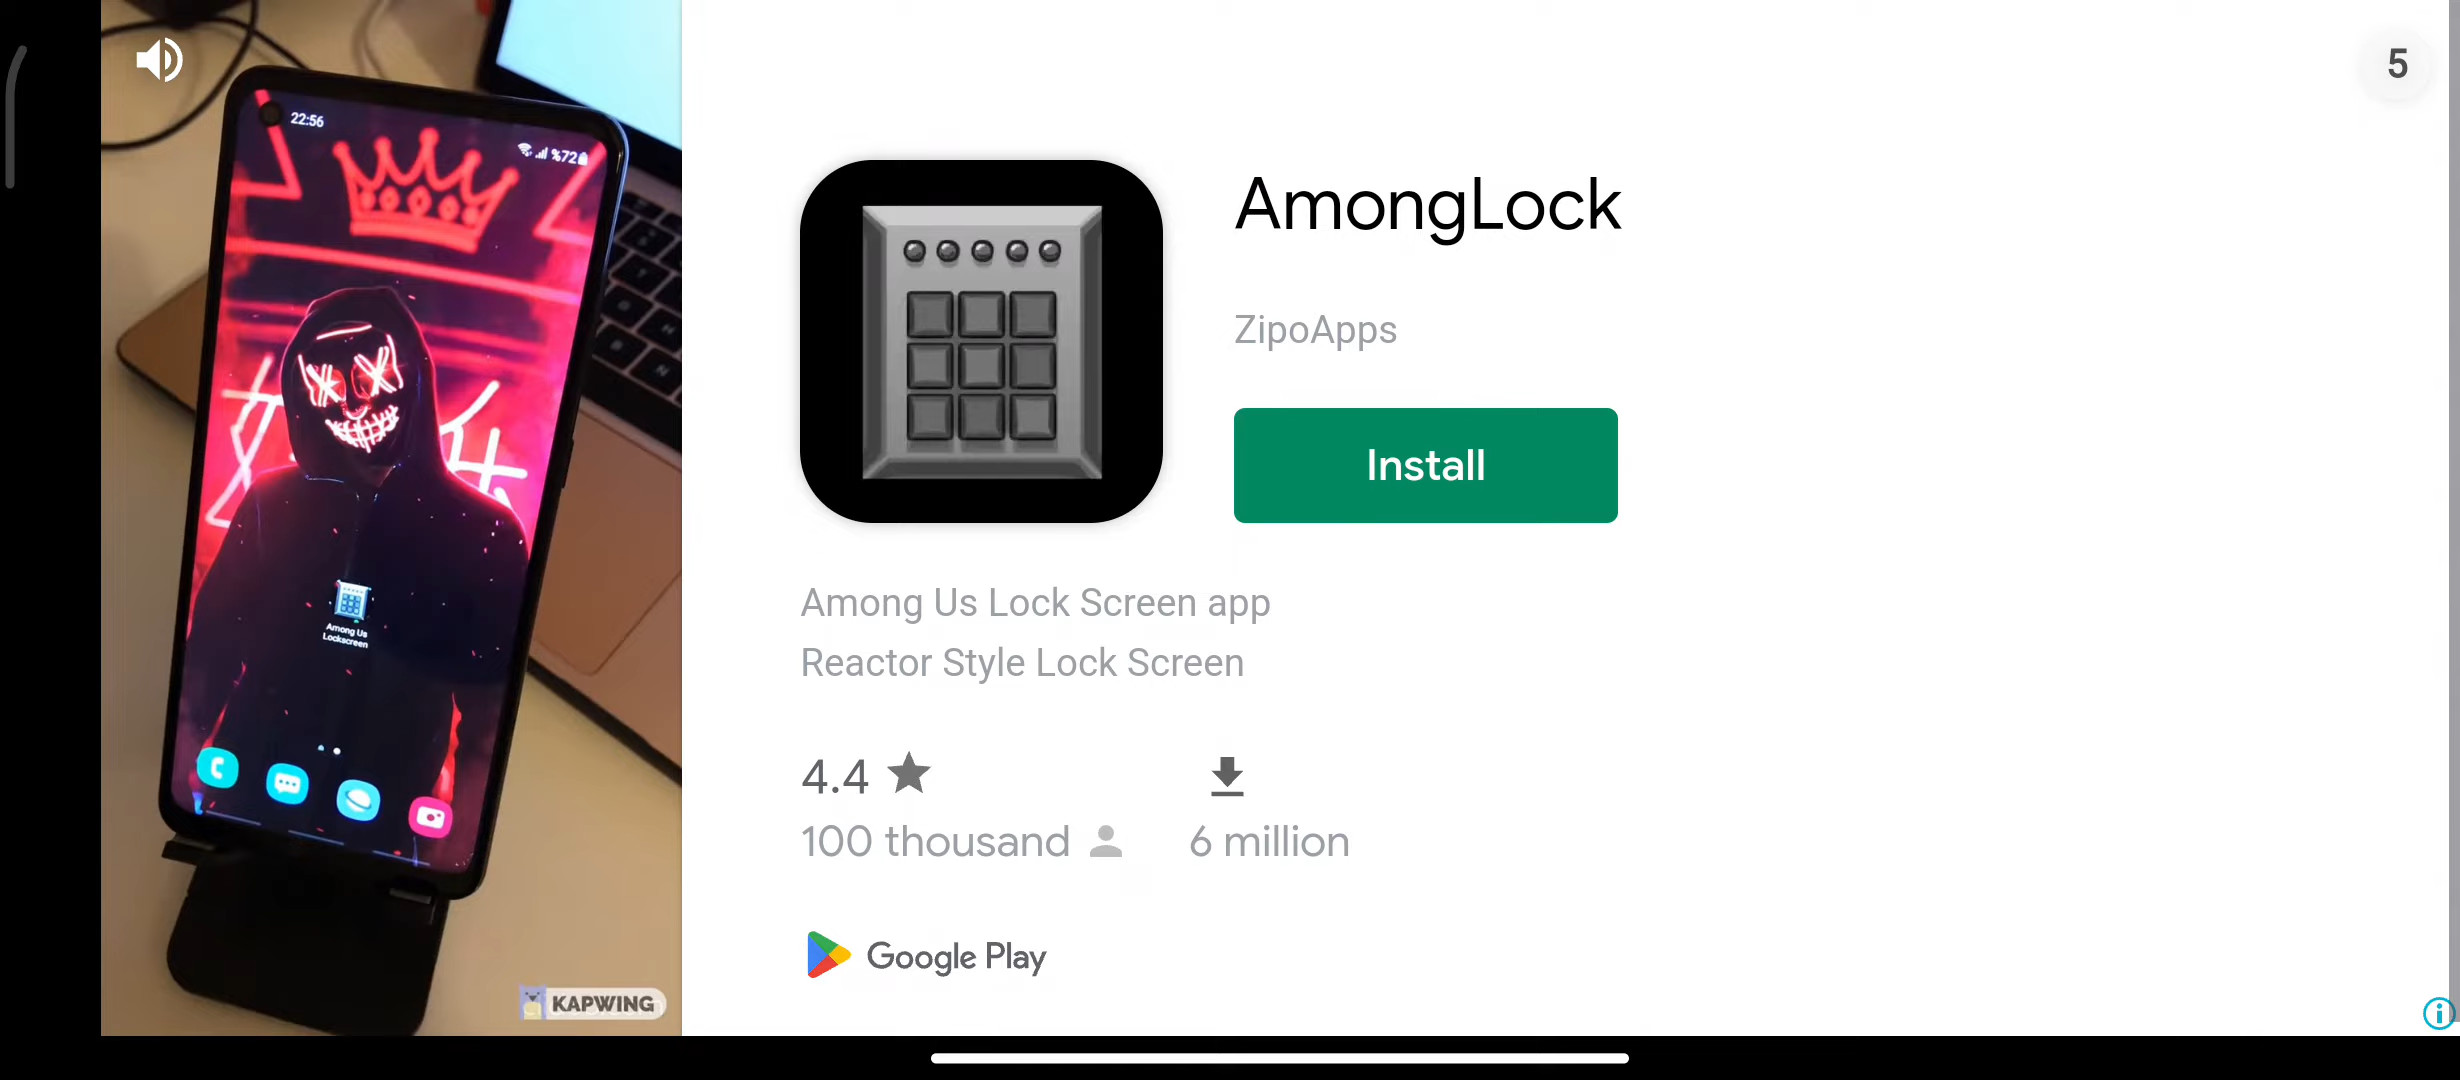 22:56
%72
Among Us
Lockscreen
KAPWING
5
AmongLock
ZipoApps
Install
Among Us Lock Screen app
Reactor Style Lock Screen
4.4
100 thousand
6 million
Google Play